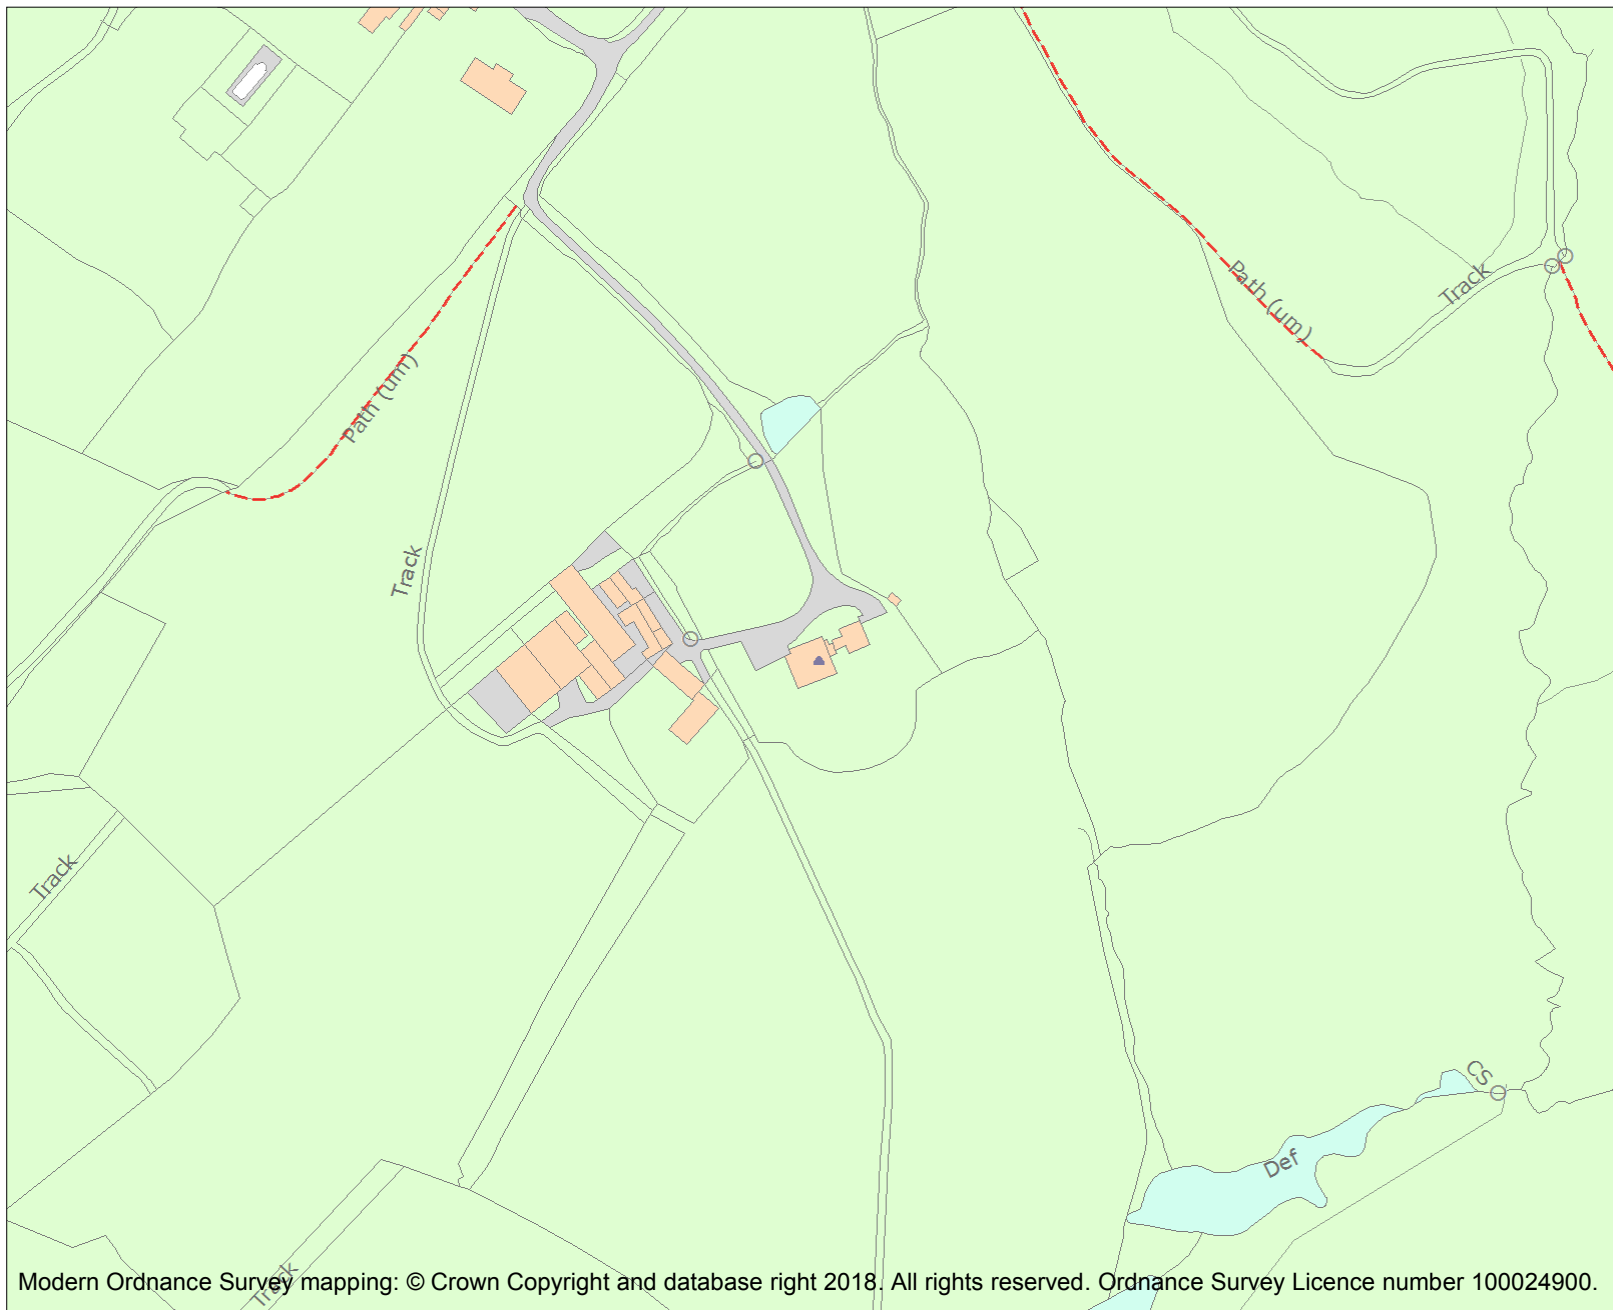 Path (um)
Track
Path (um)
Track
Track
CS
Def
Track
Modern Ordnance Survey mapping: © Crown Copyright and database right 2018. All rights reserved. Ordnance Survey Licence number 100024900.